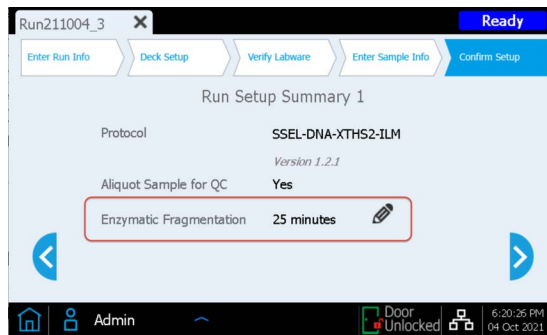 Run211004_3
Ready
Enter Run Info
Deck Setup
Verify Labware
Enter Sample Info
Confirm Setup
Run Setup Summary 1
Protocol SSEL-DNA-XTHS2-ILM
Version 1.2.1
Aliquot Sample for QC Yes
Enzymatic Fragmentation 25 minutes
Admin
Door
Unlocked
6:20:26 PM
04 Oct 2021